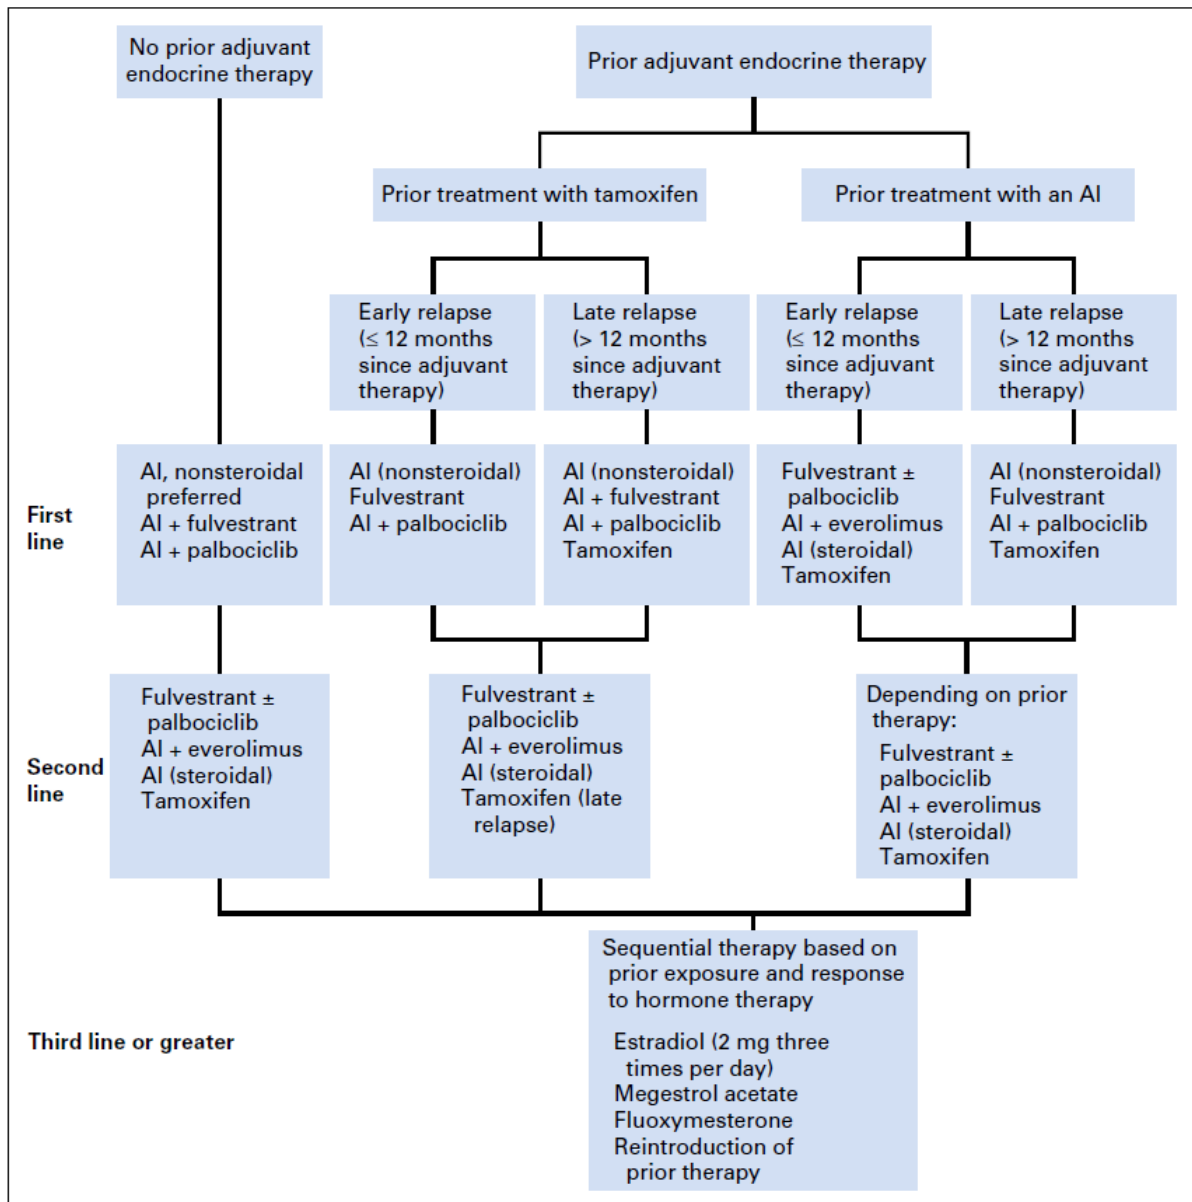 No prior adjuvant
endocrine therapy
Prior adjuvant endocrine therapy
Prior treatment with tamoxifen
Prior treatment with an AI
Early relapse
(≤ 12 months
since adjuvant
therapy)
Late relapse
(> 12 months
since adjuvant
therapy)
Early relapse
(≤ 12 months
since adjuvant
therapy)
Late relapse
(> 12 months
since adjuvant
therapy)
First
line
AI, nonsteroidal
preferred
AI + fulvestrant
AI + palbociclib
AI (nonsteroidal)
Fulvestrant
AI + palbociclib
AI (nonsteroidal)
AI + fulvestrant
AI + palbociclib
Tamoxifen
Fulvestrant ±
palbociclib
AI + everolimus
AI (steroidal)
Tamoxifen
AI (nonsteroidal)
Fulvestrant
AI + palbociclib
Tamoxifen
Second
line
Fulvestrant ±
palbociclib
AI + everolimus
AI (steroidal)
Tamoxifen
Fulvestrant ±
palbociclib
AI + everolimus
AI (steroidal)
Tamoxifen (late
relapse)
Depending on prior
therapy:
Fulvestrant ±
palbociclib
AI + everolimus
AI (steroidal)
Tamoxifen
Third line or greater
Sequential therapy based on
prior exposure and response
to hormone therapy
Estradiol (2 mg three
times per day)
Megestrol acetate
Fluoxymesterone
Reintroduction of
prior therapy